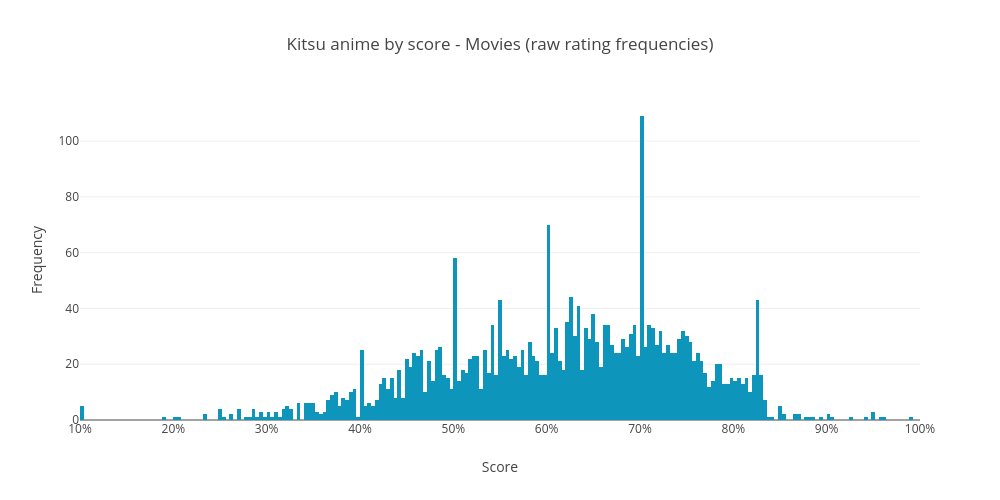 Kitsu anime by score - Movies (raw rating frequencies)
100
80
60
40
20
0
Frequency
10% 20% 30% 40% 50% 60% 70% 80% 90% 100%
Score